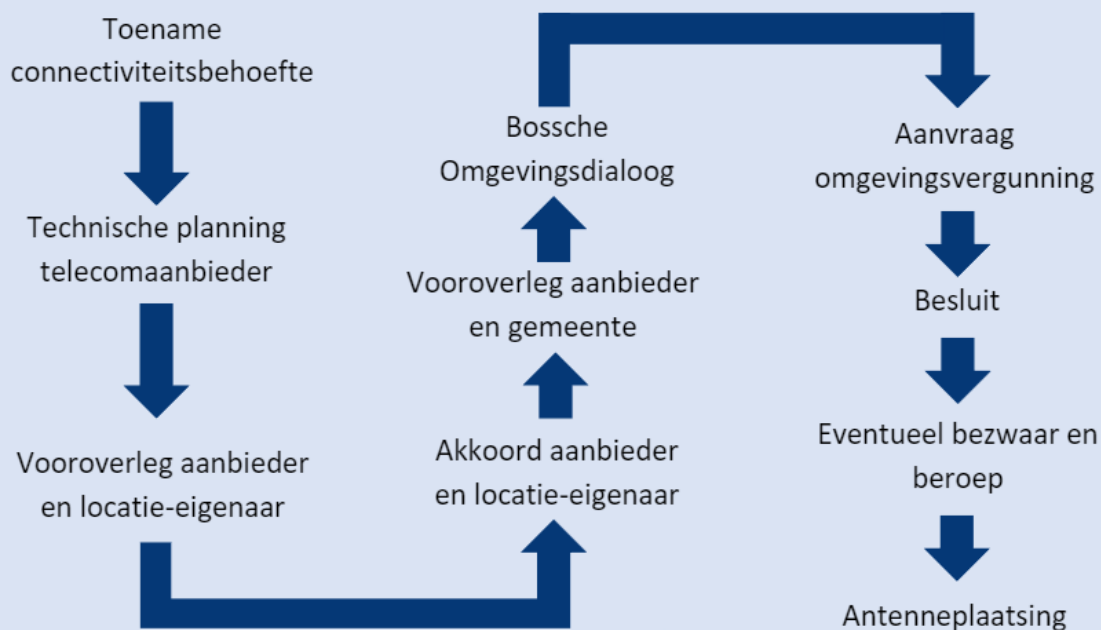 Toename
connectiviteitsbehoefte
Technische planning
telecomaanbieder
Vooroverleg aanbieder
en locatie-eigenaar
Akkoord aanbieder
en locatie-eigenaar
Vooroverleg aanbieder
en gemeente
Bossche
Omgevingsdialoog
Aanvraag
omgevingsvergunning
Besluit
Eventueel bezwaar en
beroep
Antenneplaatsing